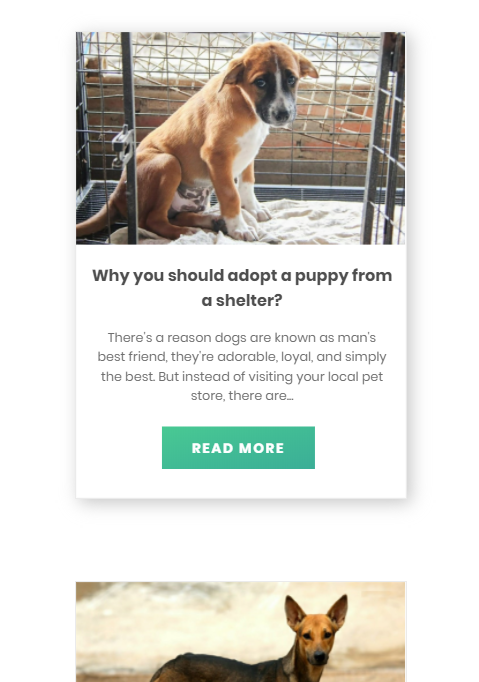 Why you should adopt a puppy from
a shelter?
There's a reason dogs are known as man's
best friend, they're adorable, loyal, and simply
the best. But instead of visiting your local pet
store, there are...
READ MORE